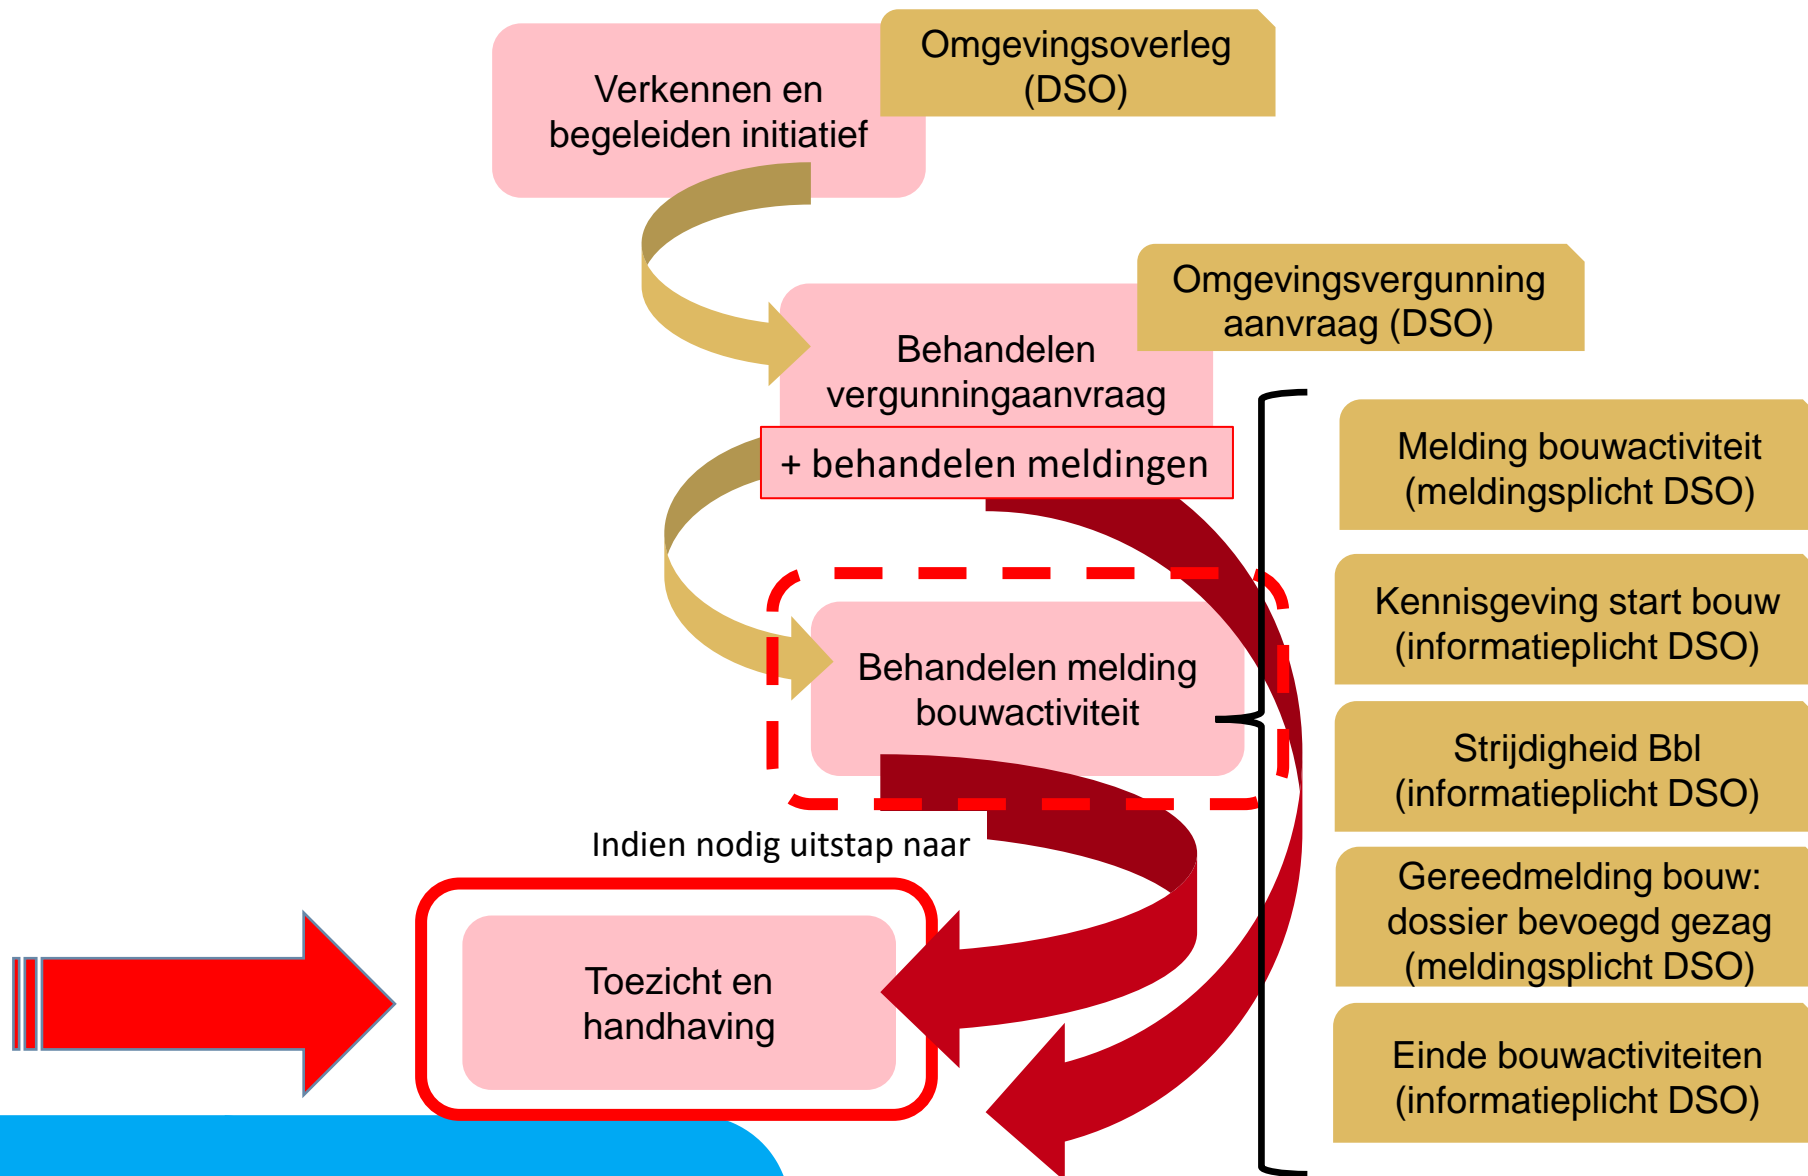 Omgevingsoverleg
(DSO)
Verkennen en
begeleiden initiatief
Omgevingsvergunning
aanvraag (DSO)
Behandelen
vergunningaanvraag
+ behandelen meldingen
Melding bouwactiviteit
(meldingsplicht DSO)
Kennisgeving start bouw
(informatieplicht DSO)
Behandelen melding
bouwactiviteit
Strijdigheid Bbl
(informatieplicht DSO)
Indien nodig uitstap naar
Gereedmelding bouw:
dossier bevoegd gezag
(meldingsplicht DSO)
Toezicht en
handhaving
Einde bouwactiviteiten
(informatieplicht DSO)